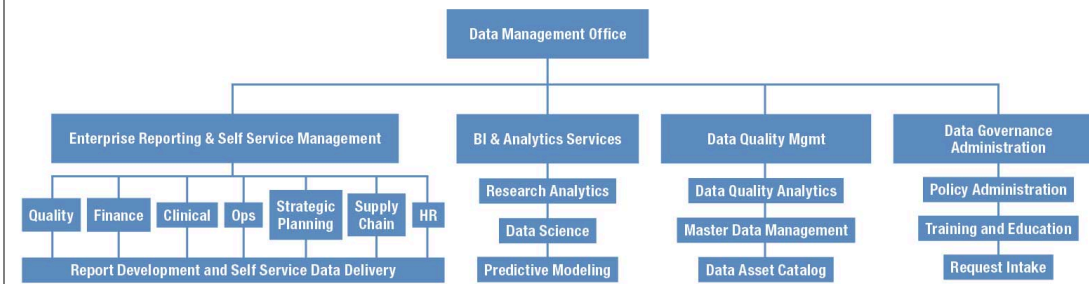 Data Management Office
Enterprise Reporting & Self Service Management
Quality
Finance
Clinical
Ops
Strategic
Planning
Supply
Chain
HR
Report Development and Self Service Data Delivery
BI & Analytics Services
Research Analytics
Data Science
Predictive Modeling
Data Quality Mgmt
Data Quality Analytics
Master Data Management
Data Asset Catalog
Data Governance
Administration
Policy Administration
Training and Education
Request Intake